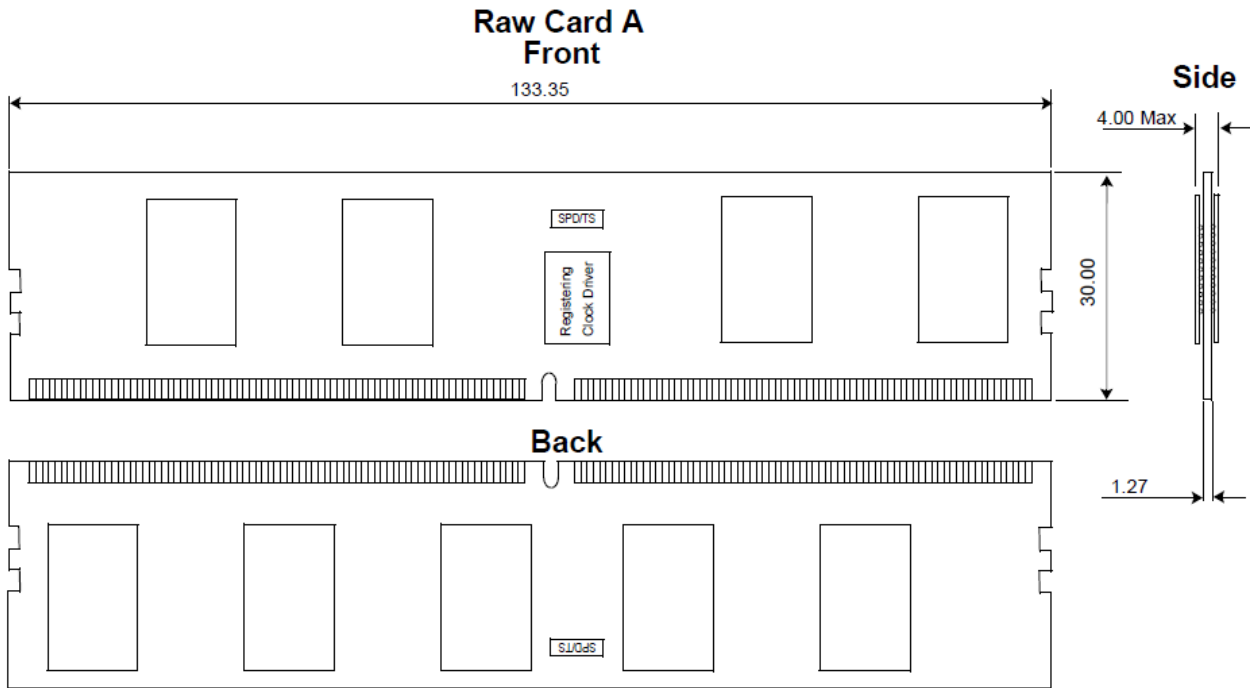 Raw Card A
Front
133.35
Side
4.00 Max
SPD/TS
Registering
Clock Driver
30.00
Back
1.27
SPD/TS